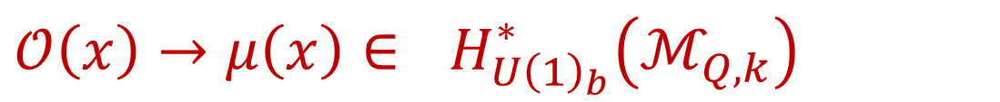 𝒪(x) → μ(x) ∈ H^*_{U(1)_b}(ℳ_{Q,k})